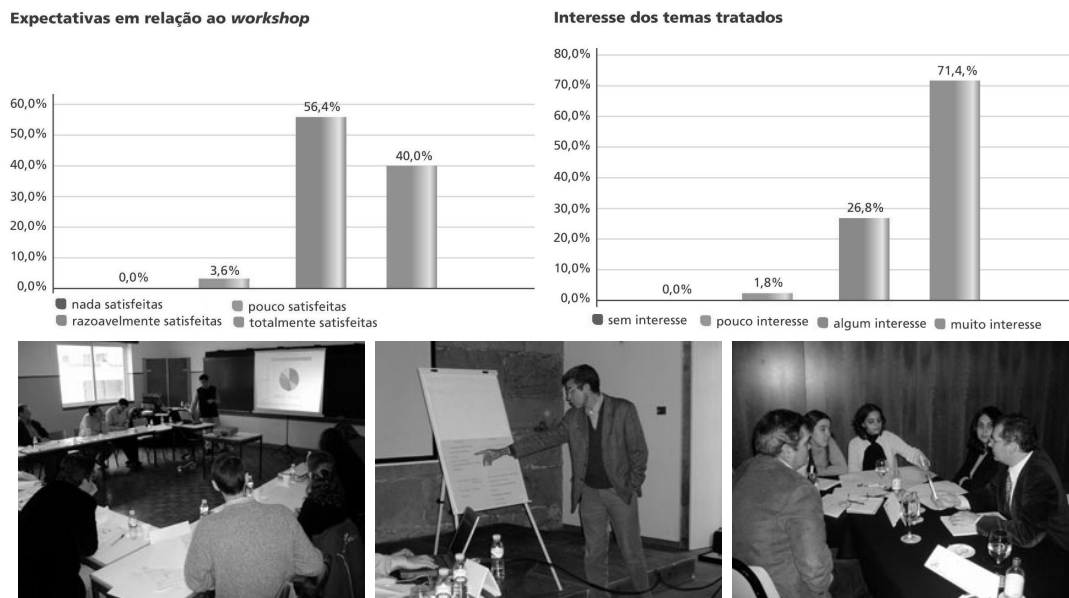 Expectativas em relação ao workshop
60,0%
50,0%
40,0%
30,0%
20,0%
10,0%
0,0%
0,0%
3,6%
56,4%
40,0%
nada satisfeitas
pouco satisfeitas
razoavelmente satisfeitas
totalmente satisfeitas
Interesse dos temas tratados
80,0%
70,0%
60,0%
50,0%
40,0%
30,0%
20,0%
10,0%
0,0%
0,0%
1,8%
26,8%
71,4,%
sem interesse
pouco interesse
algum interesse
muito interesse